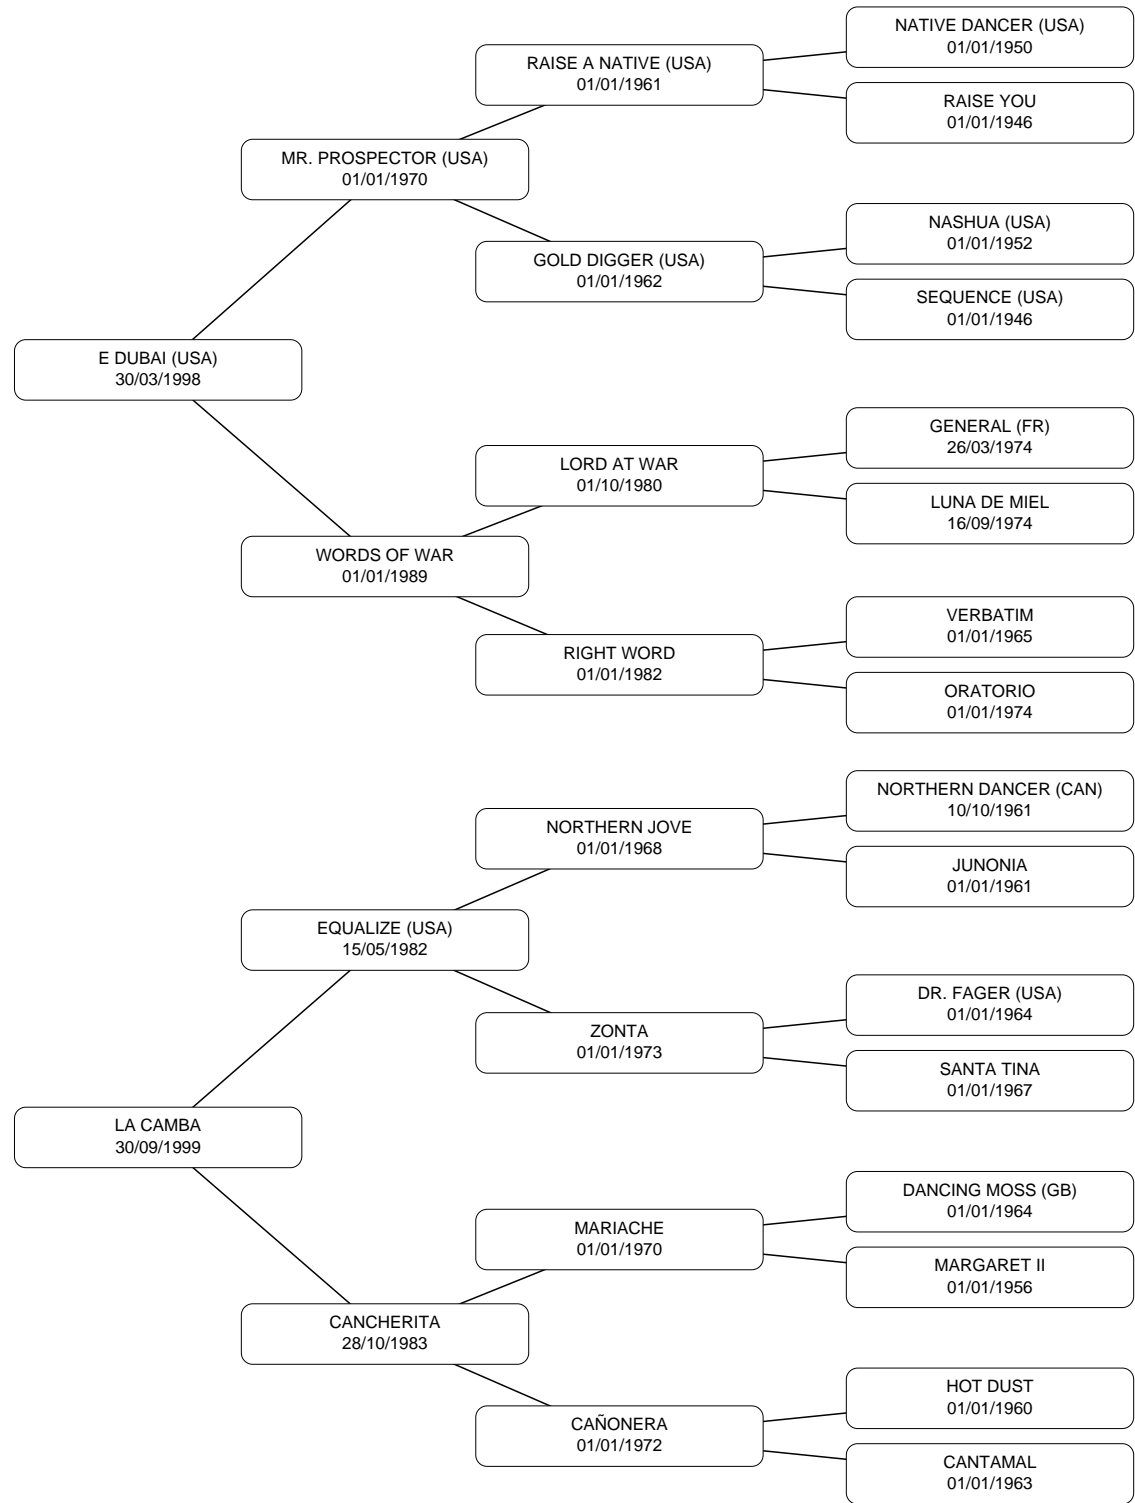 NATIVE DANCER (USA)
01/01/1950
RAISE A NATIVE (USA)
01/01/1961
RAISE YOU
01/01/1946
MR. PROSPECTOR (USA)
01/01/1970
NASHUA (USA)
01/01/1952
GOLD DIGGER (USA)
01/01/1962
SEQUENCE (USA)
01/01/1946
E DUBAI (USA)
30/03/1998
GENERAL (FR)
26/03/1974
LORD AT WAR
01/10/1980
LUNA DE MIEL
16/09/1974
WORDS OF WAR
01/01/1989
VERBATIM
01/01/1965
RIGHT WORD
01/01/1982
ORATORIO
01/01/1974
NORTHERN DANCER (CAN)
10/10/1961
NORTHERN JOVE
01/01/1968
JUNONIA
01/01/1961
EQUALIZE (USA)
15/05/1982
DR. FAGER (USA)
01/01/1964
ZONTA
01/01/1973
SANTA TINA
01/01/1967
LA CAMBA
30/09/1999
DANCING MOSS (GB)
01/01/1964
MARIACHE
01/01/1970
MARGARET II
01/01/1956
CANCHERITA
28/10/1983
HOT DUST
01/01/1960
CAÑONERA
01/01/1972
CANTAMAL
01/01/1963